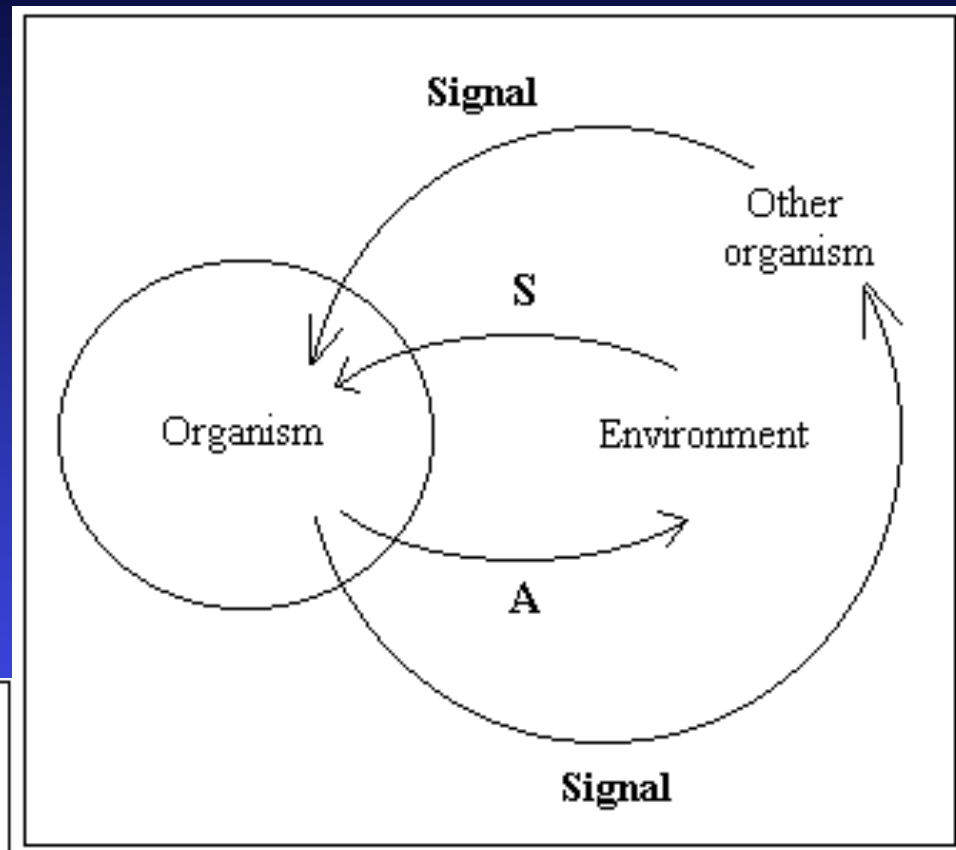 Signal
Other
organism
S
Organism
Environment
A
Signal